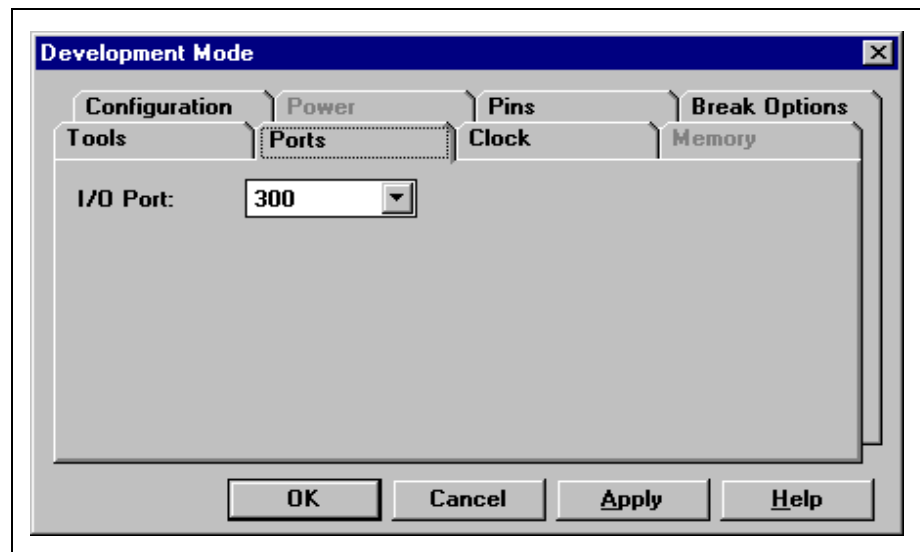 Development Mode
Configuration Power Pins Break Options
Tools Ports Clock Memory
I/O Port: 300
OK Cancel Apply Help